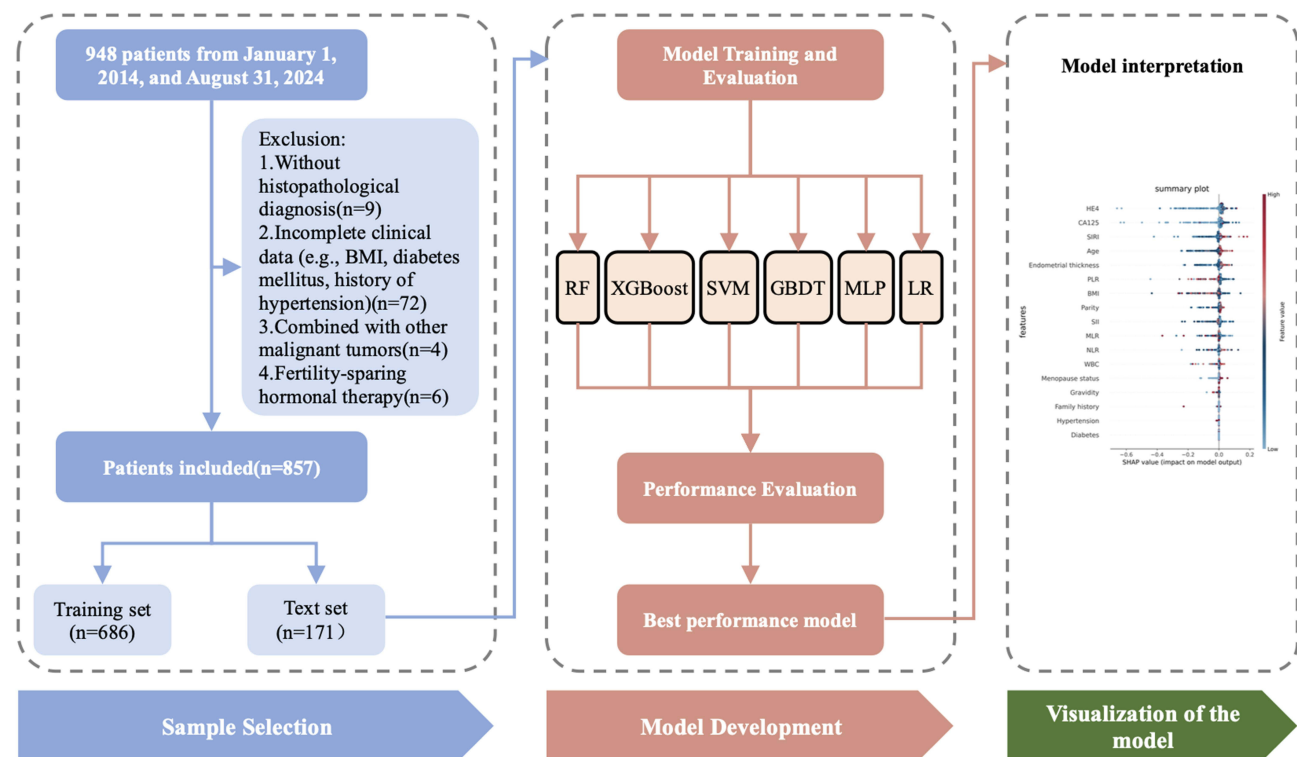 948 patients from January 1,
2014, and August 31, 2024
Exclusion:
1.Without
histopathological
diagnosis(n=9)
2.Incomplete clinical
data (e.g., BMI, diabetes
mellitus, history of
hypertension)(n=72)
3.Combined with other
malignant tumors(n=4)
4.Fertility-sparing
hormonal therapy(n=6)
Patients included(n=857)
Training set
(n=686)
Text set
(n=171）
Sample Selection
Model Training and
Evaluation
RF
XGBoost
SVM
GBDT
MLP
LR
Performance Evaluation
Best performance model
Model Development
Model interpretation
summary plot
High
HE4
CA125
SIRI
Age
Endometrial thickness
PLR
BMI
Parity
SII
MLR
NLR
WBC
Menopause status
Gravidity
Family history
Hypertension
Diabetes
features
Feature value
Low
−0.6
−0.4
−0.2
0.0
0.2
SHAP value (impact on model output)
Visualization of the
model